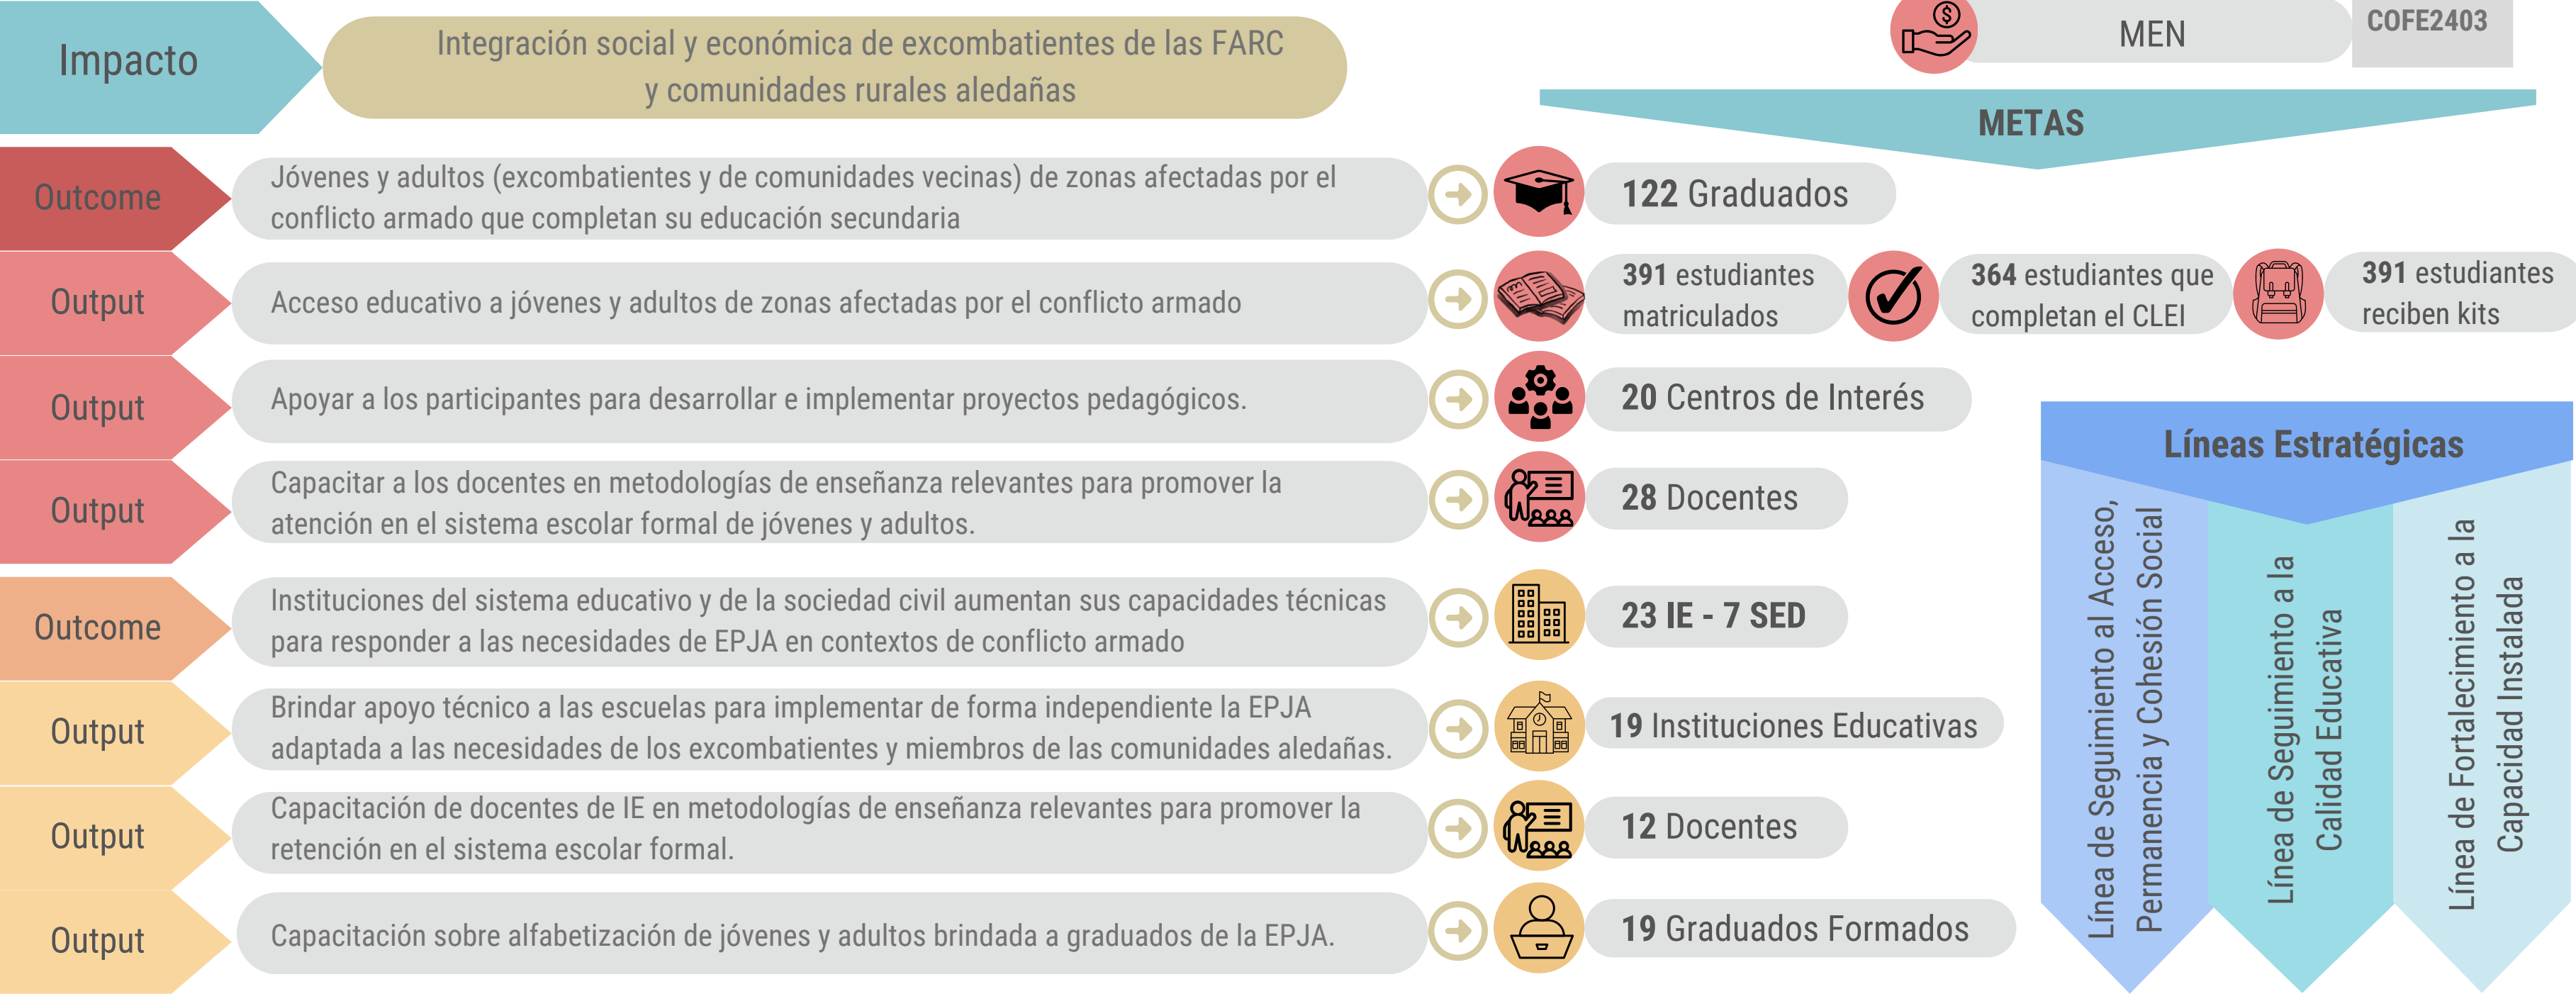 Impacto
Integración social y económica de excombatientes de las FARC
y comunidades rurales aledañas
$
MEN
COFE2403
METAS
Outcome
Jóvenes y adultos (excombatientes y de comunidades vecinas) de zonas afectadas por el
conflicto armado que completan su educación secundaria
122 Graduados
Output
Acceso educativo a jóvenes y adultos de zonas afectadas por el conflicto armado
391 estudiantes
matriculados
364 estudiantes que
completan el CLEI
391 estudiantes
reciben kits
Output
Apoyar a los participantes para desarrollar e implementar proyectos pedagógicos.
20 Centros de Interés
Output
Capacitar a los docentes en metodologías de enseñanza relevantes para promover la
atención en el sistema escolar formal de jóvenes y adultos.
28 Docentes
Outcome
Instituciones del sistema educativo y de la sociedad civil aumentan sus capacidades técnicas
para responder a las necesidades de EPJA en contextos de conflicto armado
23 IE - 7 SED
Output
Brindar apoyo técnico a las escuelas para implementar de forma independiente la EPJA
adaptada a las necesidades de los excombatientes y miembros de las comunidades aledañas.
19 Instituciones Educativas
Output
Capacitación de docentes de IE en metodologías de enseñanza relevantes para promover la
retención en el sistema escolar formal.
12 Docentes
Output
Capacitación sobre alfabetización de jóvenes y adultos brindada a graduados de la EPJA.
19 Graduados Formados
Líneas Estratégicas
Línea de Seguimiento al Acceso,
Permanencia y Cohesión Social
Línea de Seguimiento a la
Calidad Educativa
Línea de Fortalecimiento a la
Capacidad Instalada